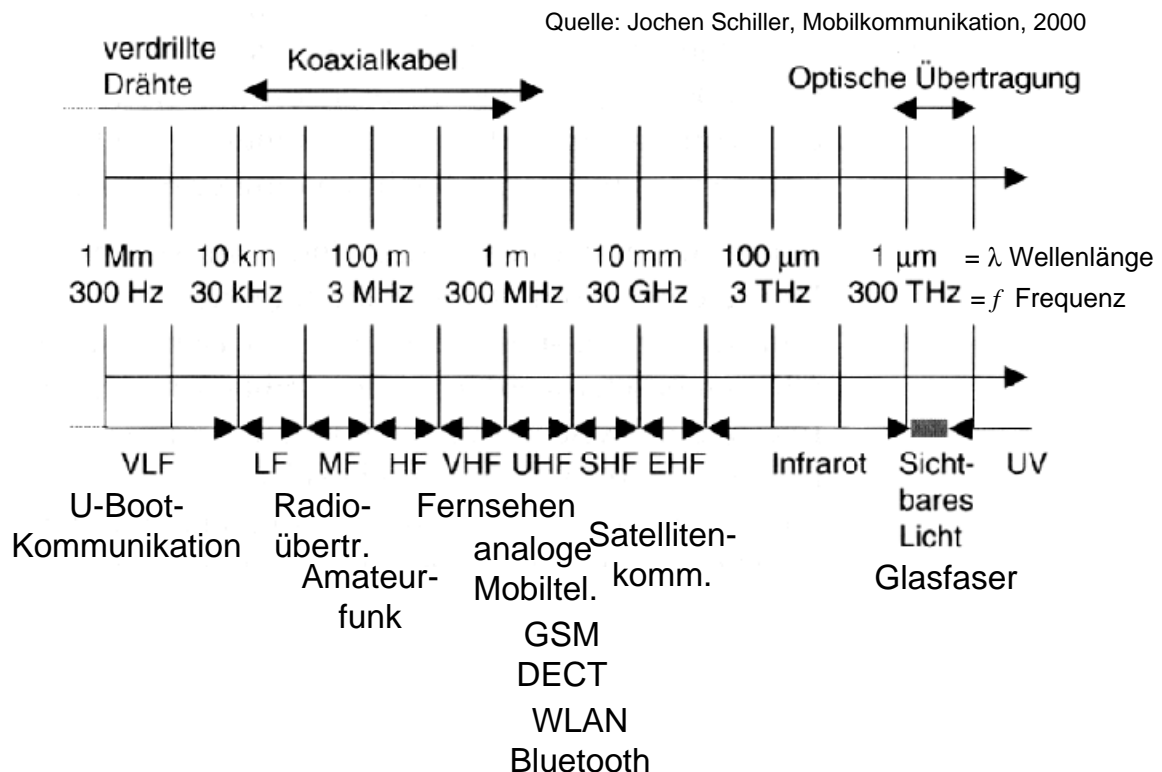 Quelle: Jochen Schiller, Mobilkommunikation, 2000
verdrillte
Drähte
Koaxialkabel
Optische Übertragung
1 Mm 10 km 100 m 1 m 10 mm 100 µm 1 µm = λ Wellenlänge
300 Hz 30 kHz 3 MHz 300 MHz 30 GHz 3 THz 300 THz = f Frequenz
VLF LF MF HF VHF UHF SHF EHF Infrarot Sicht- UV
bares
Licht
U-Boot-
Kommunikation
Radio-
übertr.
Amateur-
funk
Fernsehen
analoge
Mobiltel.
GSM
DECT
WLAN
Bluetooth
Satelliten-
komm.
Glasfaser